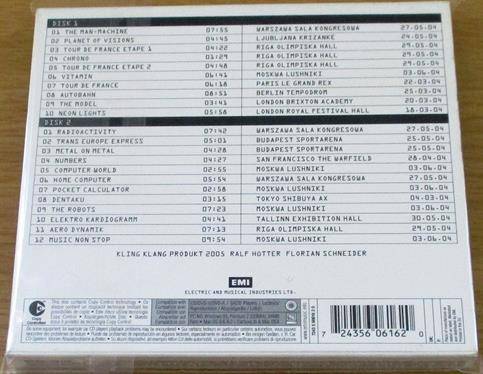 DISK 1
01 THE MAN-MACHINE 07:55 WARSZAWA SALA KONGRESOWA 27-05-04
02 PLANET OF VISIONS 04:45 LJUBLJANA KRIZANKE 24-05-04
03 TOUR DE FRANCE ETAPE 1 04:22 RIGA OLIMPISKA HALL 29-05-04
04 CHRONO 01:29 RIGA OLIMPISKA HALL 29-05-04
05 TOUR DE FRANCE ETAPE 2 04:48 RIGA OLIMPISKA HALL 29-05-04
06 VITAMIN 06:41 MOSKWA LUSHNIKI 03-06-04
07 TOUR DE FRANCE 06:18 PARIS LE GRAND REX 22-03-04
08 AUTOBAHN 08:51 BERLIN TEMPODROM 25-03-04
09 THE MODEL 03:41 LONDON BRIXTON ACADEMY 20-03-04
10 NEON LIGHTS 05:58 LONDON ROYAL FESTIVAL HALL 18-03-04
DISK 2
01 RADIOACTIVITY 07:42 WARSZAWA SALA KONGRESOWA 27-05-04
02 TRANS EUROPE EXPRESS 05:01 BUDAPEST SPORTARENA 25-05-04
03 METAL ON METAL 04:28 BUDAPEST SPORTARENA 25-05-04
04 NUMBERS 04:27 SAN FRANCISCO THE WARFIELD 28-04-04
05 COMPUTER WORLD 02:55 MOSKWA LUSHNIKI 03-06-04
06 HOME COMPUTER 05:54 WARSZAWA SALA KONGRESOWA 27-05-04
07 POCKET CALCULATOR 02:58 MOSKWA LUSHNIKI 03-06-04
08 DENTAKU 03:15 TOKYO SHIBUYA AX 04-03-04
09 THE ROBOTS 07:23 MOSKWA LUSHNIKI 03-06-04
10 ELEKTRO KARDIOGRAMM 04:41 TALLINN EXHIBITION HALL 30-05-04
11 AERO DYNAMIK 07:13 RIGA OLIMPISKA HALL 29-05-04
12 MUSIC NON STOP 09:54 MOSKWA LUSHNIKI 03-06-04
KLING KLANG PRODUKT 2005 RALF HÜTTER FLORIAN SCHNEIDER
EMI
ELECTRIC AND MUSICAL INDUSTRIES LTD.
Copy Controlled
7 24356 06162 0